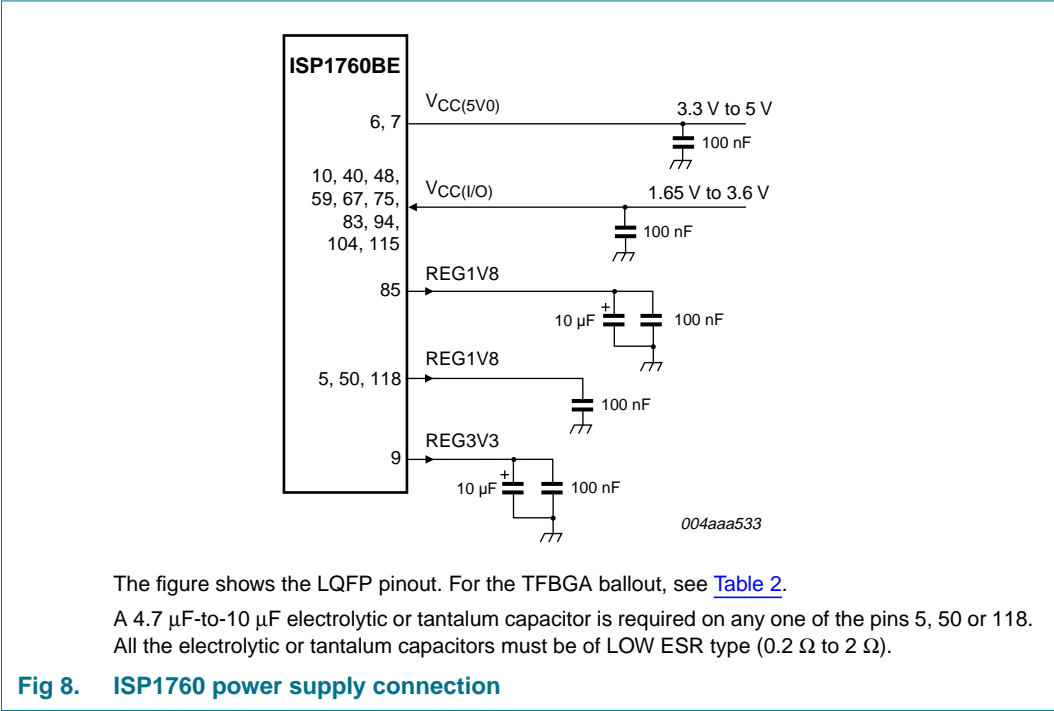 ISP1760BE
VCC(5V0)
3.3 V to 5 V
6, 7
100 nF
10, 40, 48,
59, 67, 75,
83, 94,
104, 115
VCC(I/O)
1.65 V to 3.6 V
100 nF
REG1V8
85
+
10 µF
100 nF
REG1V8
5, 50, 118
100 nF
REG3V3
9
+
10 µF
100 nF
004aaa533
The figure shows the LQFP pinout. For the TFBGA ballout, see Table 2.
A 4.7 µF-to-10 µF electrolytic or tantalum capacitor is required on any one of the pins 5, 50 or 118.
All the electrolytic or tantalum capacitors must be of LOW ESR type (0.2 Ω to 2 Ω).
Fig 8. ISP1760 power supply connection